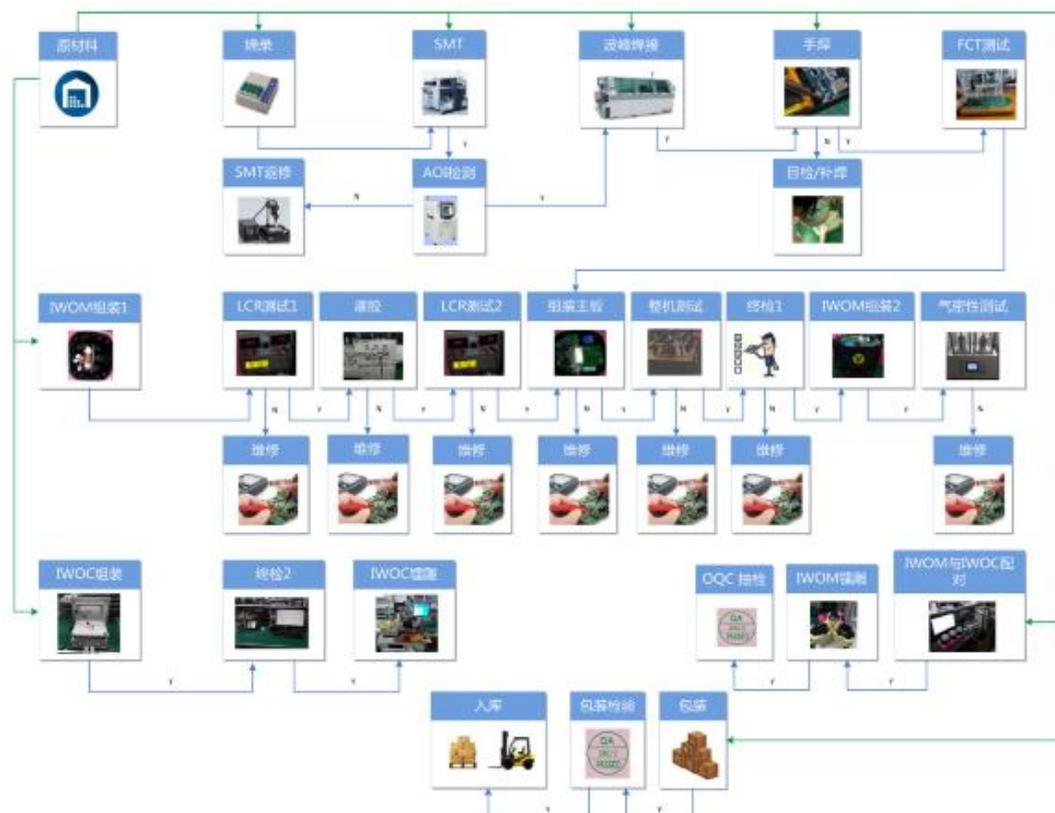 原材料
烧录
SMT
波峰焊接
手焊
FCT测试
Y
N
Y
Y
Y
SMT返修
AOI检测
目检/补焊
N
Y
IWOM组装1
LCR测试1
灌胶
LCR测试2
组装主板
整机测试
终检1
IWOM组装2
气密性测试
N
Y
N
Y
N
Y
N
Y
N
Y
N
Y
Y
N
维修
维修
维修
维修
维修
维修
维修
IWOC组装
终检2
IWOC镭雕
OQC 抽检
IWOM镭雕
IWOM与IWOC配
对
QA
Y
Y
Y
Y
入库
包装检验
包装
QA
Y
Y